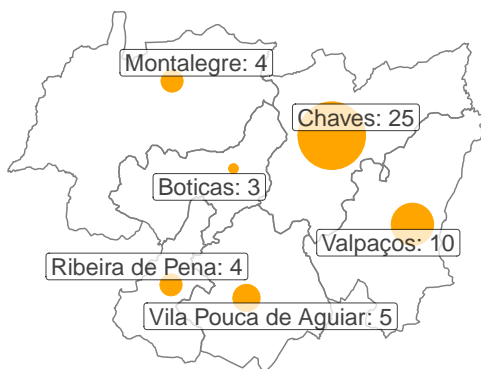 Montalegre: 4
Chaves: 25
Boticas: 3
Valpaços: 10
Ribeira de Pena: 4
Vila Pouca de Aguiar: 5